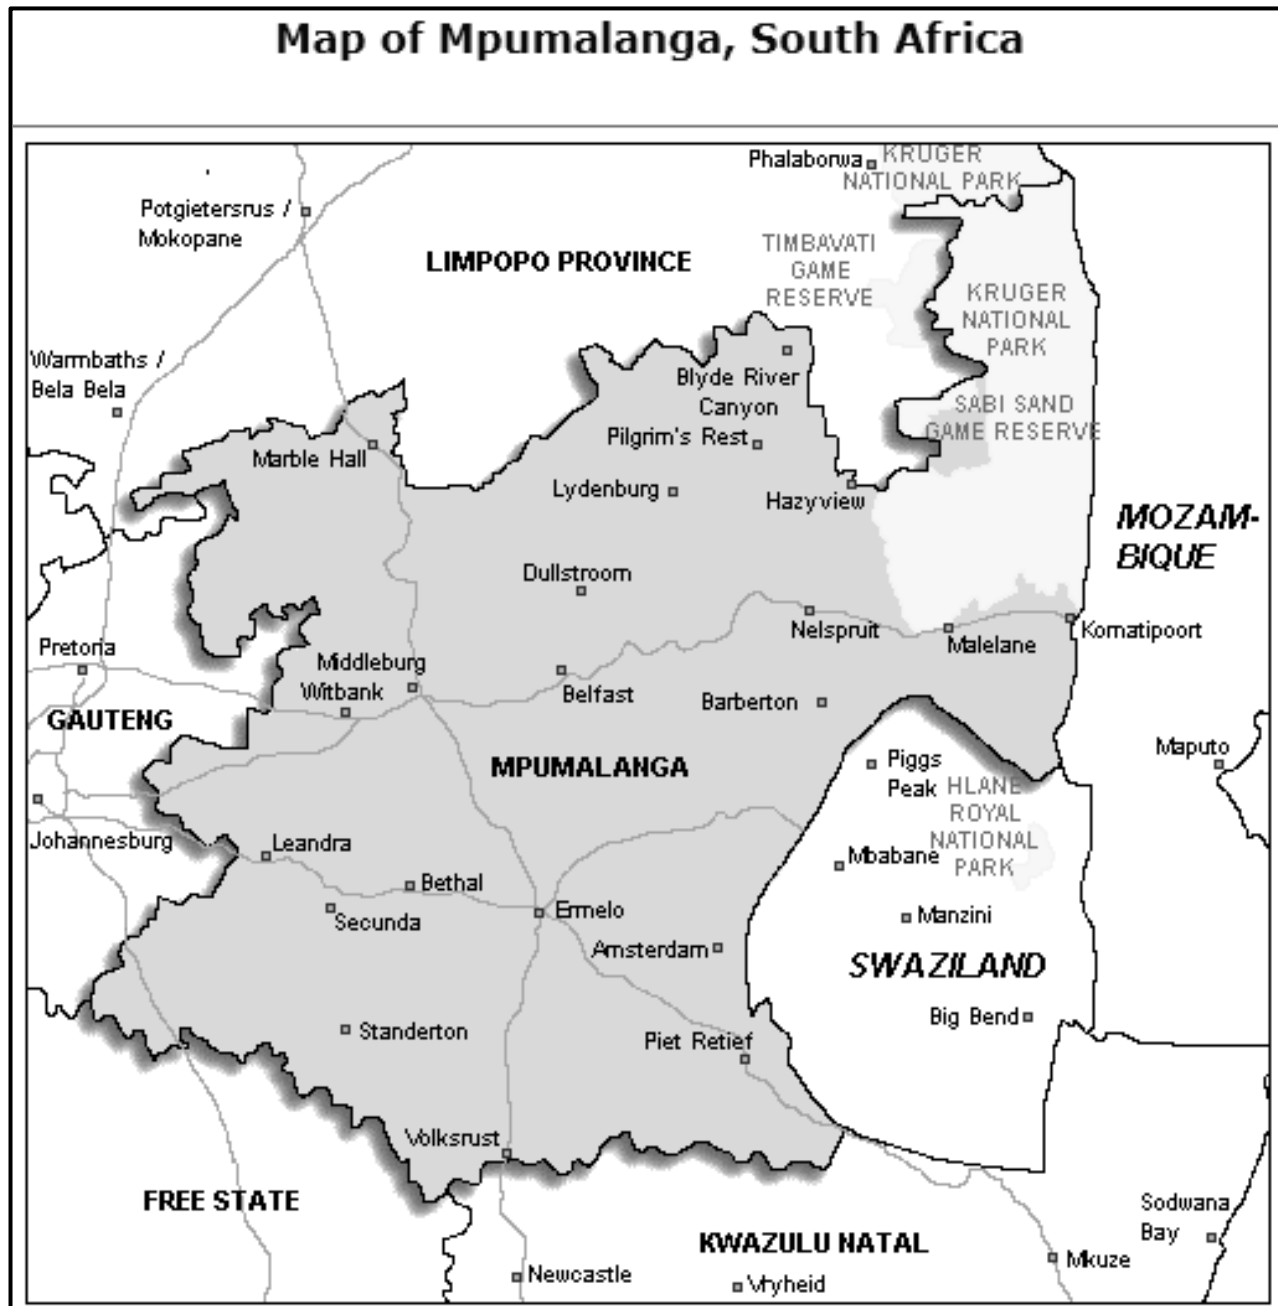 Map of Mpumalanga, South Africa
Phalaborwa
KRUGER
NATIONAL PARK
Potgietersrus /
Mokopane
LIMPOPO PROVINCE
TIMBAVATI
GAME
RESERVE
KRUGER
NATIONAL
PARK
Warmbaths /
Bela Bela
Blyde River
Canyon
SABI SAND
GAME RESERVE
Pilgrim's Rest
Marble Hall
Lydenburg
Hazyview
MOZAM-
BIQUE
Dullstroom
Nelspruit
Malelane
Komatipoort
Pretoria
Middleburg
Witbank
Belfast
Barberton
GAUTENG
MPUMALANGA
Piggs
Peak
Maputo
HLANE
ROYAL
NATIONAL
PARK
Johannesburg
Leandra
Mbabane
Bethal
Secunda
Ermelo
Manzini
Amsterdam
SWAZILAND
Big Bend
Standerton
Piet Retief
Volksrust
FREE STATE
KWAZULU NATAL
Sodwana
Bay
Mkuze
Newcastle
Vryheid